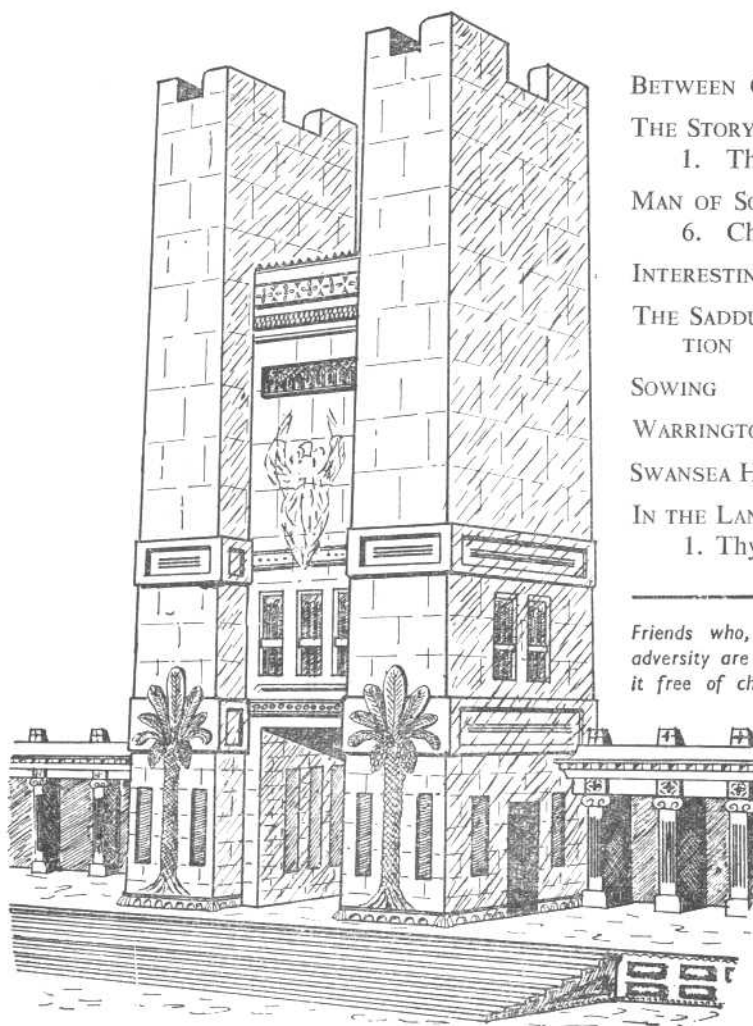 BETWEEN
THE STORY
1. Th
MAN OF SO
6. Ch
INTERESTIN
THE SADDU
TION
SOWING
WARRINGTO
SWANSEA H
IN THE LAN
1. Thy
Friends who,
adversity are
it free of ch